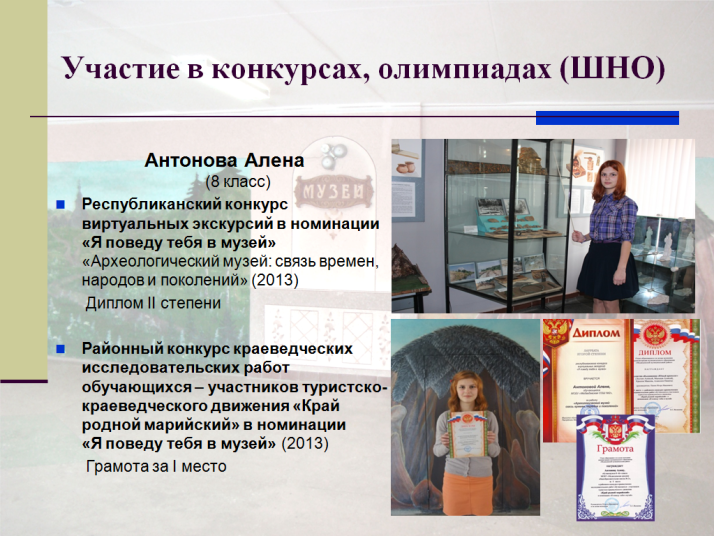 Участие в конкурсах, олимпиадах (ШНО)
Антонова Алена
(8 класс)
Республиканский конкурс
виртуальных экскурсий в номинации
«Я поведу тебя в музей»
«Археологический музей: связь времен,
народов и поколений» (2013)
Диплом II степени
Районный конкурс краеведческих
исследовательских работ
обучающихся – участников туристско-
краеведческого движения «Край
родной марийский» в номинации
«Я поведу тебя в музей» (2013)
Грамота за I место
МУЗЕЙ
Диплом
ДИПЛОМ
Грамота